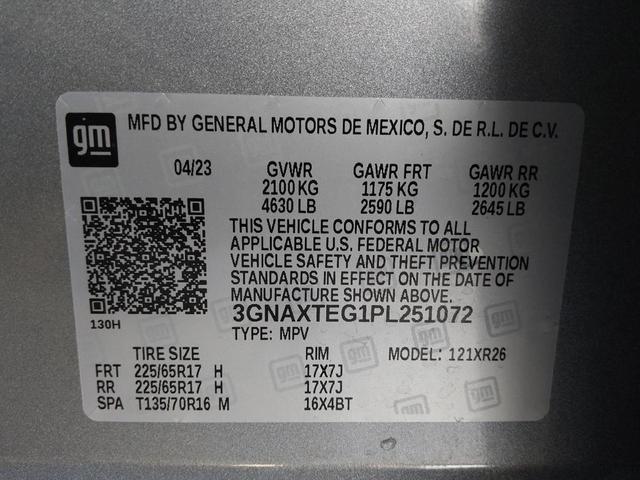 gm MFD BY GENERAL MOTORS DE MEXICO, S. DE R.L. DE C.V.
04/23 GVWR GAWR FRT GAWR RR
2100 KG 1175 KG 1200 KG
4630 LB 2590 LB 2645 LB
THIS VEHICLE CONFORMS TO ALL
APPLICABLE U.S. FEDERAL MOTOR
VEHICLE SAFETY AND THEFT PREVENTION
STANDARDS IN EFFECT ON THE DATE OF
MANUFACTURE SHOWN ABOVE.
3GNAXTEG1PL251072
130H TYPE: MPV
TIRE SIZE RIM MODEL: 121XR26
FRT 225/65R17 H 17X7J
RR 225/65R17 H 17X7J
SPA T135/70R16 M 16X4BT